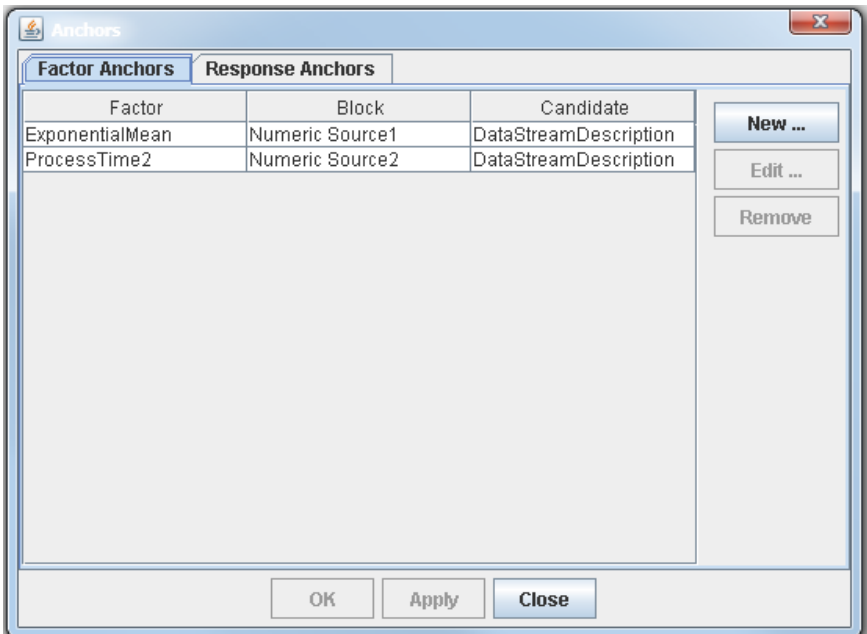 Anchors
Factor Anchors Response Anchors
Factor Block Candidate
ExponentialMean Numeric Source1 DataStreamDescription
ProcessTime2 Numeric Source2 DataStreamDescription
New ...
Edit ...
Remove
OK Apply Close